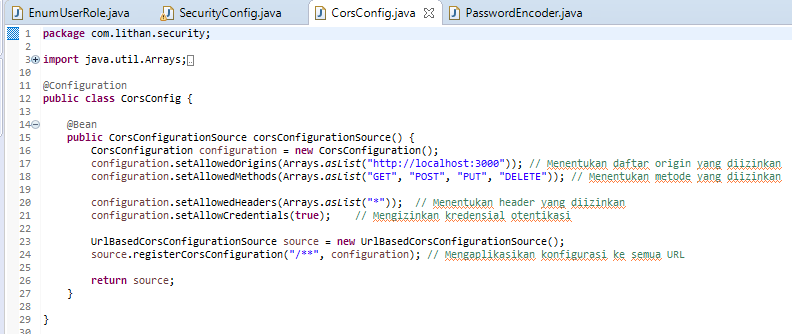 EnumUserRole.java SecurityConfig.java CorsConfig.java PasswordEncoder.java
1 package com.lithan.security;
2
3 import java.util.Arrays;
10
11 @Configuration
12 public class CorsConfig {
13
14 @Bean
15 public CorsConfigurationSource corsConfigurationSource() {
16 CorsConfiguration configuration = new CorsConfiguration();
17 configuration.setAllowedOrigins(Arrays.asList("http://localhost:3000")); // Menentukan daftar origin yang diizinkan
18 configuration.setAllowedMethods(Arrays.asList("GET", "POST", "PUT", "DELETE")); // Menentukan metode yang diizinkan
19
20 configuration.setAllowedHeaders(Arrays.asList("*")); // Menentukan header yang diizinkan
21 configuration.setAllowCredentials(true); // Mengizinkan kredensial otentikasi
22
23 UrlBasedCorsConfigurationSource source = new UrlBasedCorsConfigurationSource();
24 source.registerCorsConfiguration("/**", configuration); // Mengaplikasikan konfigurasi ke semua URL
25
26 return source;
27 }
28
29 }
30